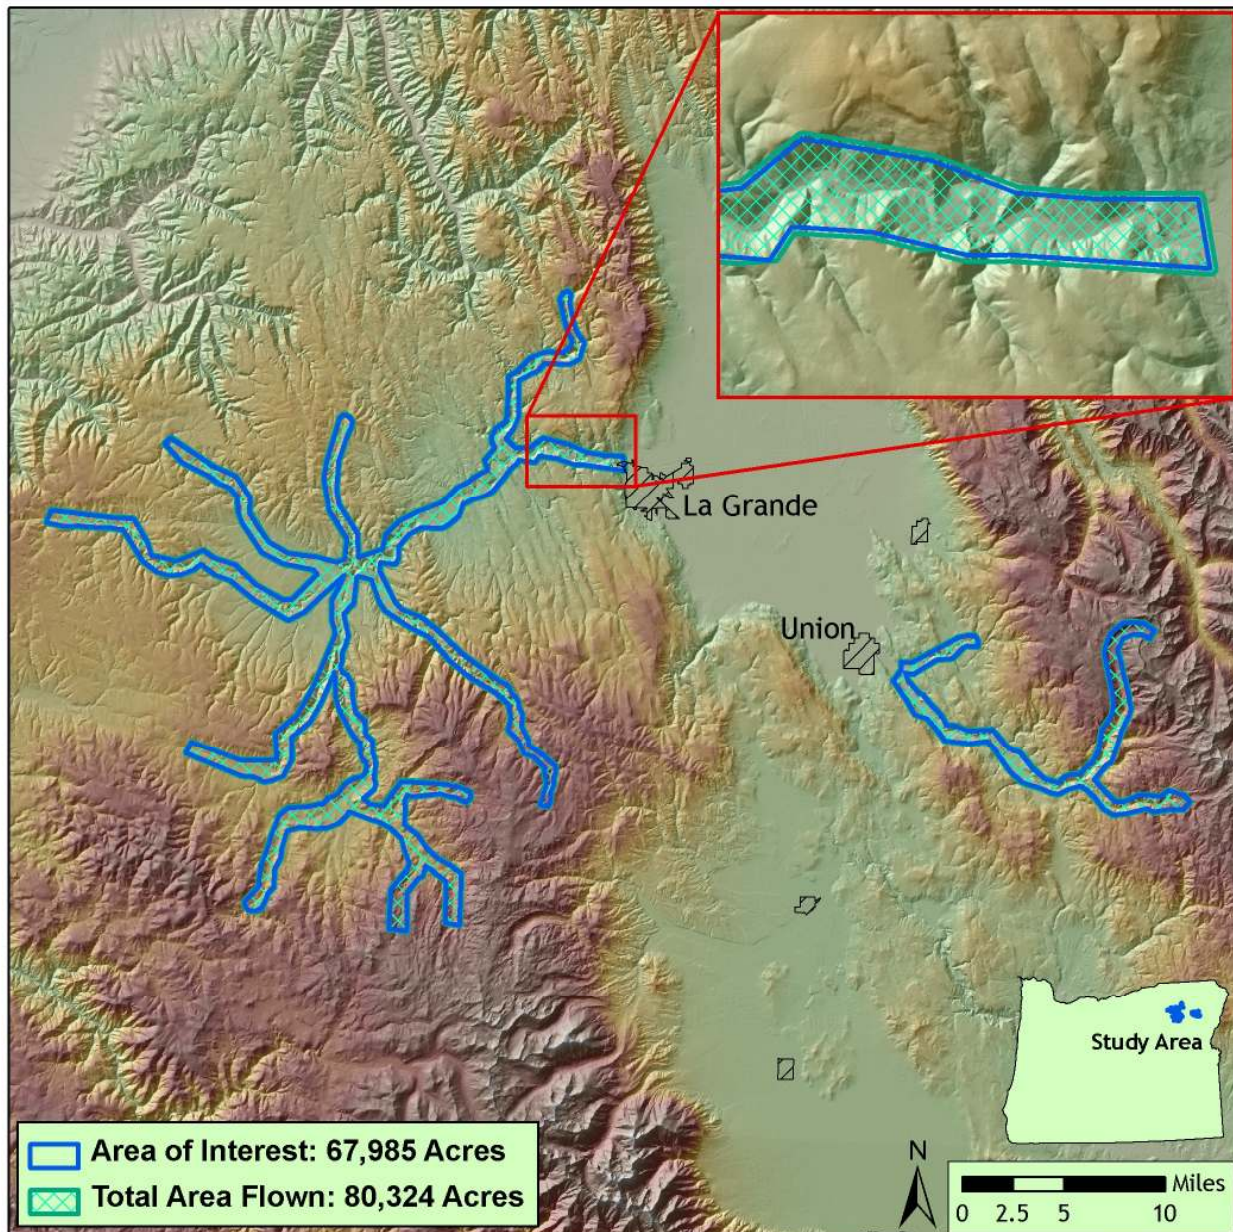 La Grande
Union
Study Area
Area of Interest: 67,985 Acres
Total Area Flown: 80,324 Acres
N
Miles
0 2.5 5 10